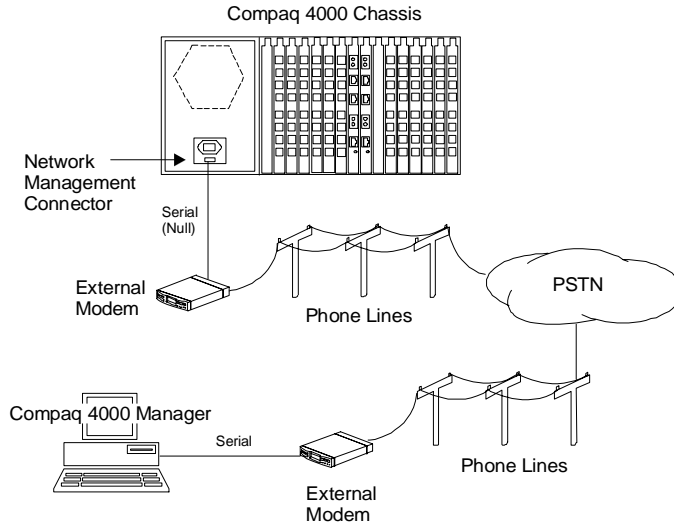 Compaq 4000 Chassis
Network
Management
Connector
Serial
(Null)
External
Modem
Phone Lines
PSTN
Compaq 4000 Manager
Serial
External
Modem
Phone Lines